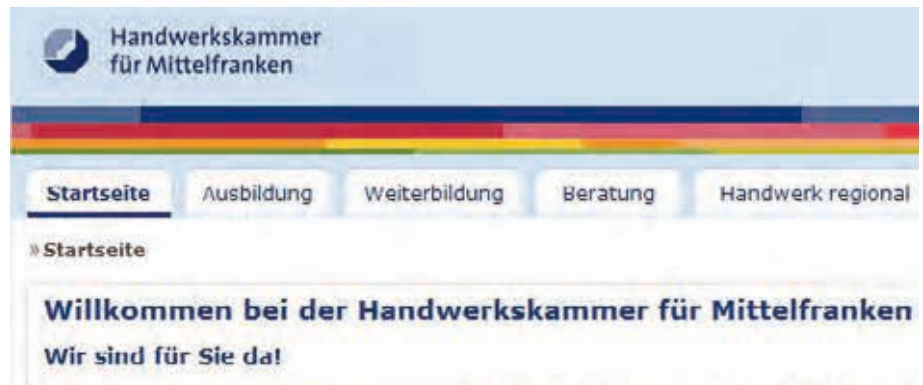 Handwerkskammer
für Mittelfranken
Startseite Ausbildung Weiterbildung Beratung Handwerk regional
»Startseite
Willkommen bei der Handwerkskammer für Mittelfranken
Wir sind für Sie da!